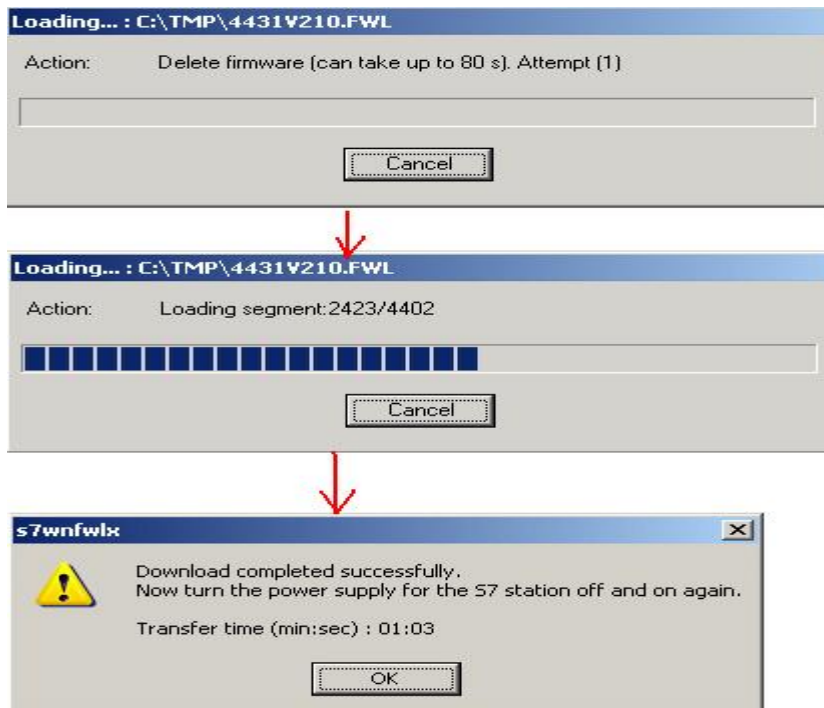 Loading... : C:\TMP\4431V210.FWL
Action: Delete firmware (can take up to 80 s). Attempt (1)
Cancel
Loading... : C:\TMP\4431V210.FWL
Action: Loading segment:2423/4402
Cancel
s7wnfwlx
Download completed successfully.
Now turn the power supply for the S7 station off and on again.
Transfer time (min:sec) : 01:03
OK